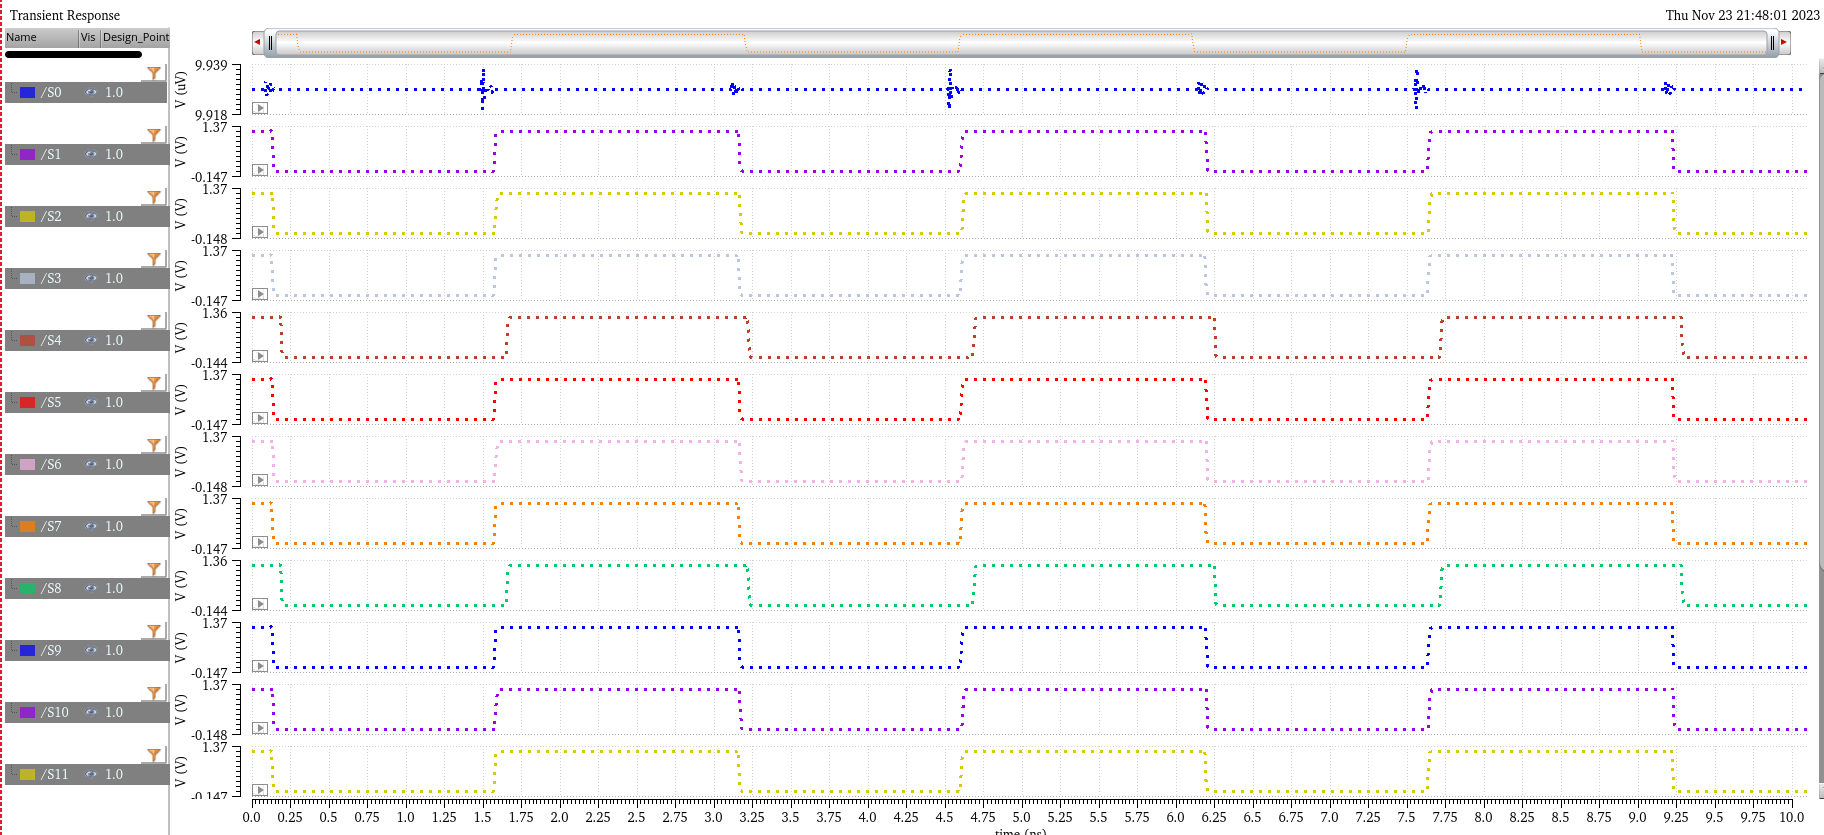 Transient Response
Thu Nov 23 21:48:01 2023
Name Vis Design_Point
/S0 1.0
9.939
V (uV)
9.918
/S1 1.0
1.37
V (V)
-0.147
/S2 1.0
1.37
V (V)
-0.148
/S3 1.0
1.37
V (V)
-0.147
/S4 1.0
1.36
V (V)
-0.144
/S5 1.0
1.37
V (V)
-0.147
/S6 1.0
1.37
V (V)
-0.148
/S7 1.0
1.37
V (V)
-0.147
/S8 1.0
1.36
V (V)
-0.144
/S9 1.0
1.37
V (V)
-0.147
/S10 1.0
1.37
V (V)
-0.148
/S11 1.0
1.37
V (V)
-0.147
0.0 0.25 0.5 0.75 1.0 1.25 1.5 1.75 2.0 2.25 2.5 2.75 3.0 3.25 3.5 3.75 4.0 4.25 4.5 4.75 5.0 5.25 5.5 5.75 6.0 6.25 6.5 6.75 7.0 7.25 7.5 7.75 8.0 8.25 8.5 8.75 9.0 9.25 9.5 9.75 10.0
time (ns)